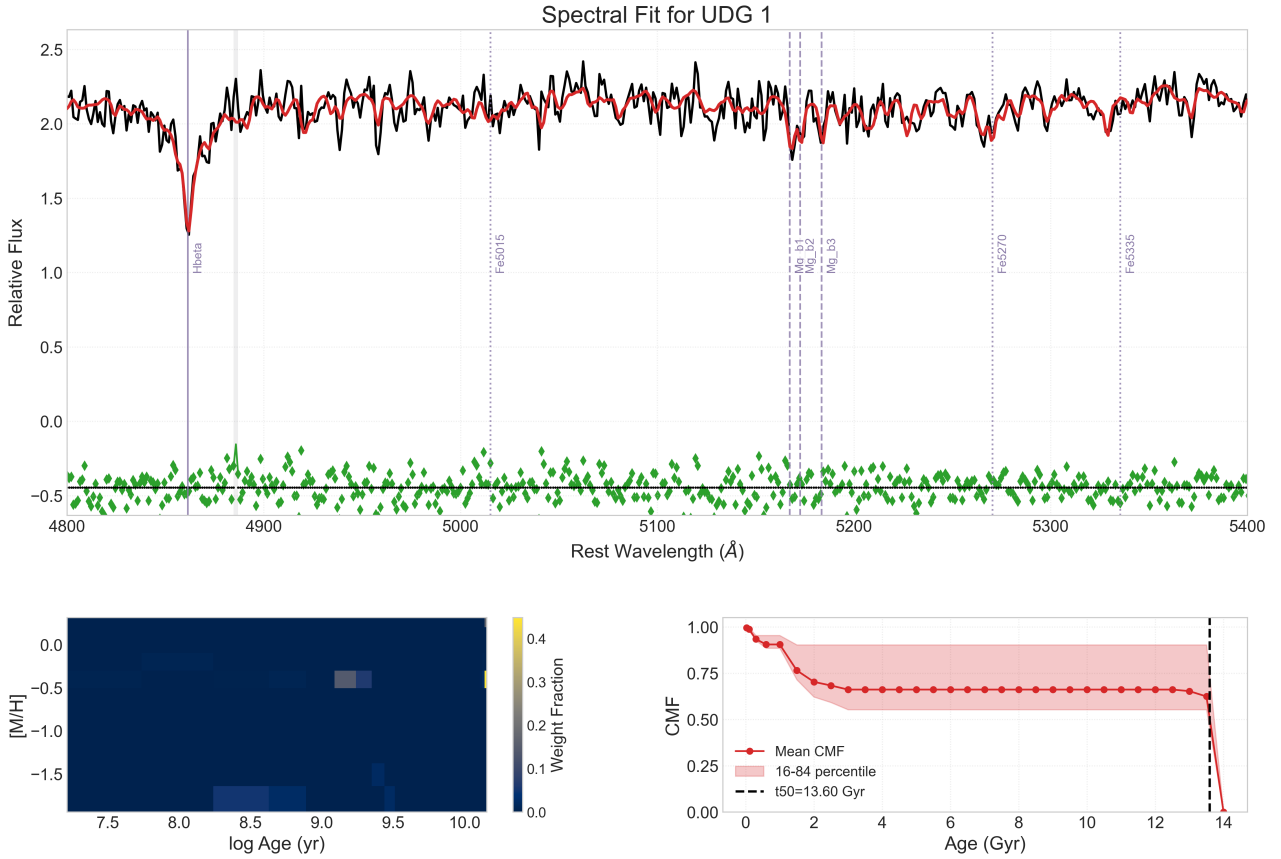 Spectral Fit for UDG 1
Relative Flux
2.5
2.0
1.5
1.0
0.5
0.0
−0.5
Hbeta
Fe5015
Mg_b1
Mg_b2
Mg_b3
Fe5270
Fe5335
4800 4900 5000 5100 5200 5300 5400
Rest Wavelength (Å)
[M/H]
0.0
−0.5
−1.0
−1.5
7.5 8.0 8.5 9.0 9.5 10.0
log Age (yr)
0.4
0.3
0.2
0.1
0.0
Weight Fraction
CMF
1.00
0.75
0.50
0.25
0.00
Mean CMF
16-84 percentile
t50=13.60 Gyr
0 2 4 6 8 10 12 14
Age (Gyr)